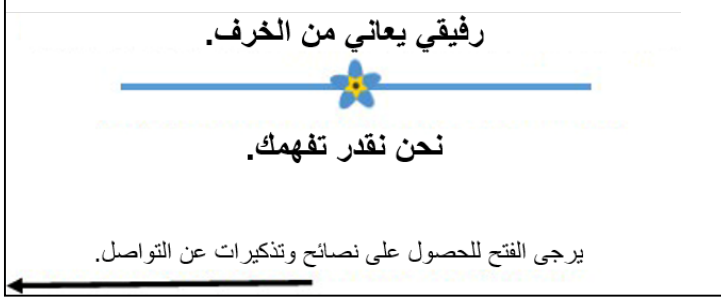 رفيقي يعاني من الخرف.
نحن نقدر تفهمك.
يرجى الفتح للحصول على نصائح وتذكيرات عن التواصل.